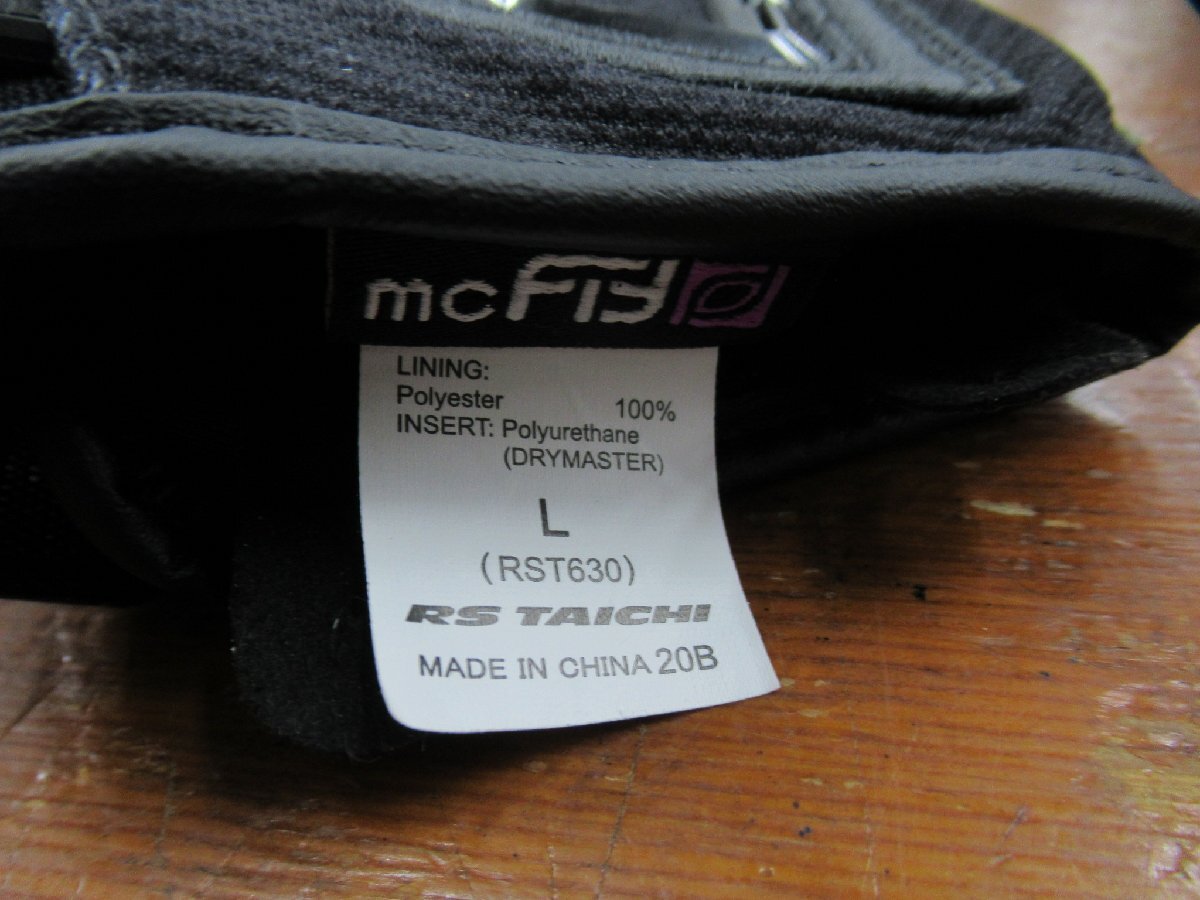 mcFly
LINING:
Polyester 100%
INSERT: Polyurethane
(DRYMASTER)
L
(RST630)
RS TAICHI
MADE IN CHINA 20B